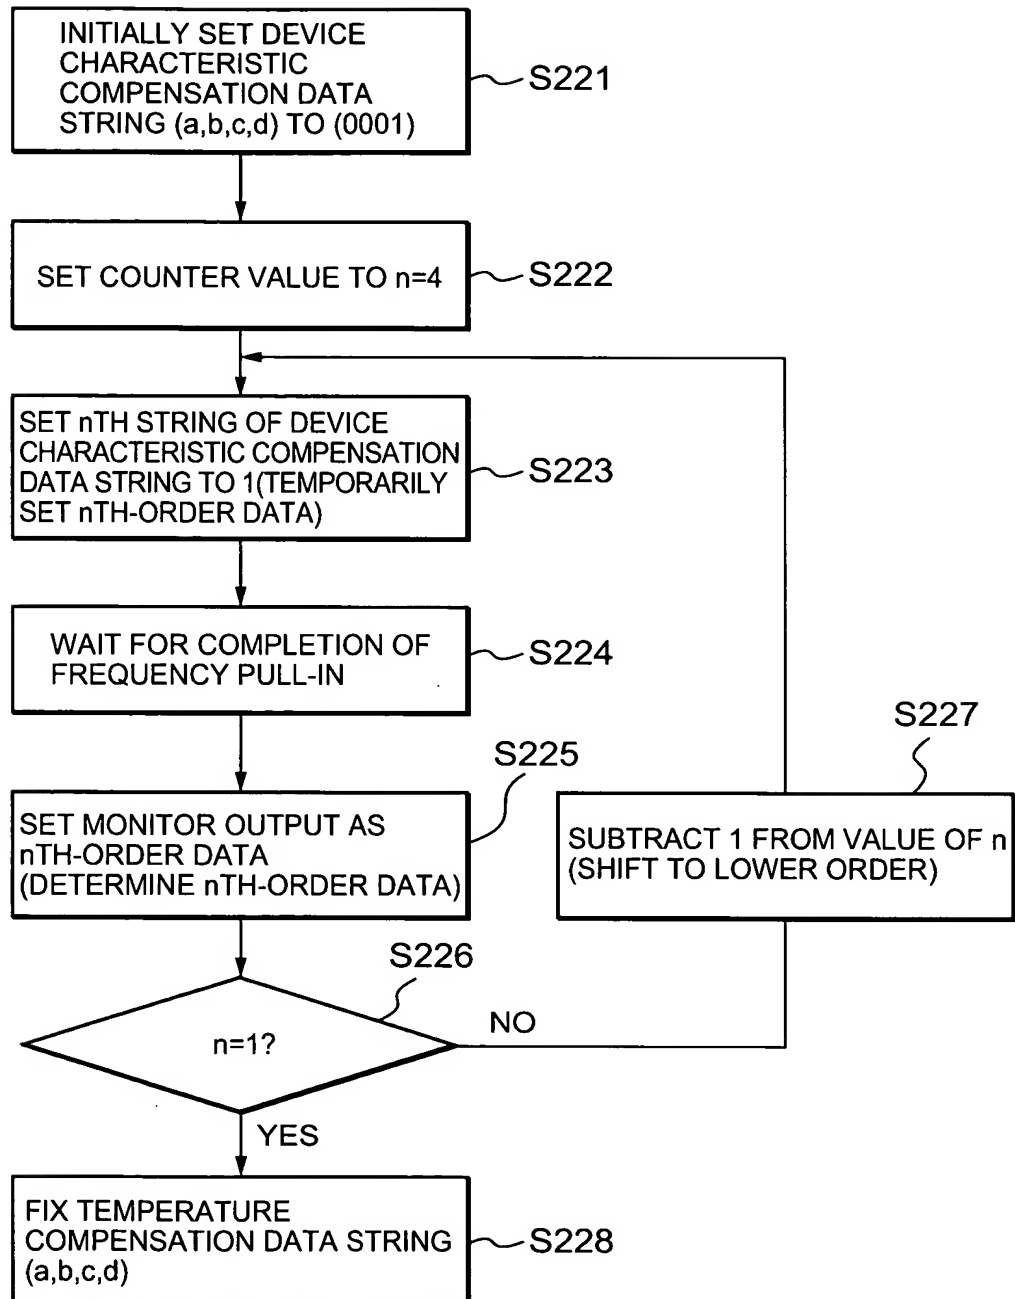 INITIALLY SET DEVICE
CHARACTERISTIC
COMPENSATION DATA
STRING (a,b,c,d) TO (0001)
S221
SET COUNTER VALUE TO n=4
S222
SET nTH STRING OF DEVICE
CHARACTERISTIC COMPENSATION
DATA STRING TO 1(TEMPORARILY
SET nTH-ORDER DATA)
S223
WAIT FOR COMPLETION OF
FREQUENCY PULL-IN
S224
S225
SET MONITOR OUTPUT AS
nTH-ORDER DATA
(DETERMINE nTH-ORDER DATA)
S227
SUBTRACT 1 FROM VALUE OF n
(SHIFT TO LOWER ORDER)
S226
n=1?
NO
YES
FIX TEMPERATURE
COMPENSATION DATA STRING
(a,b,c,d)
S228